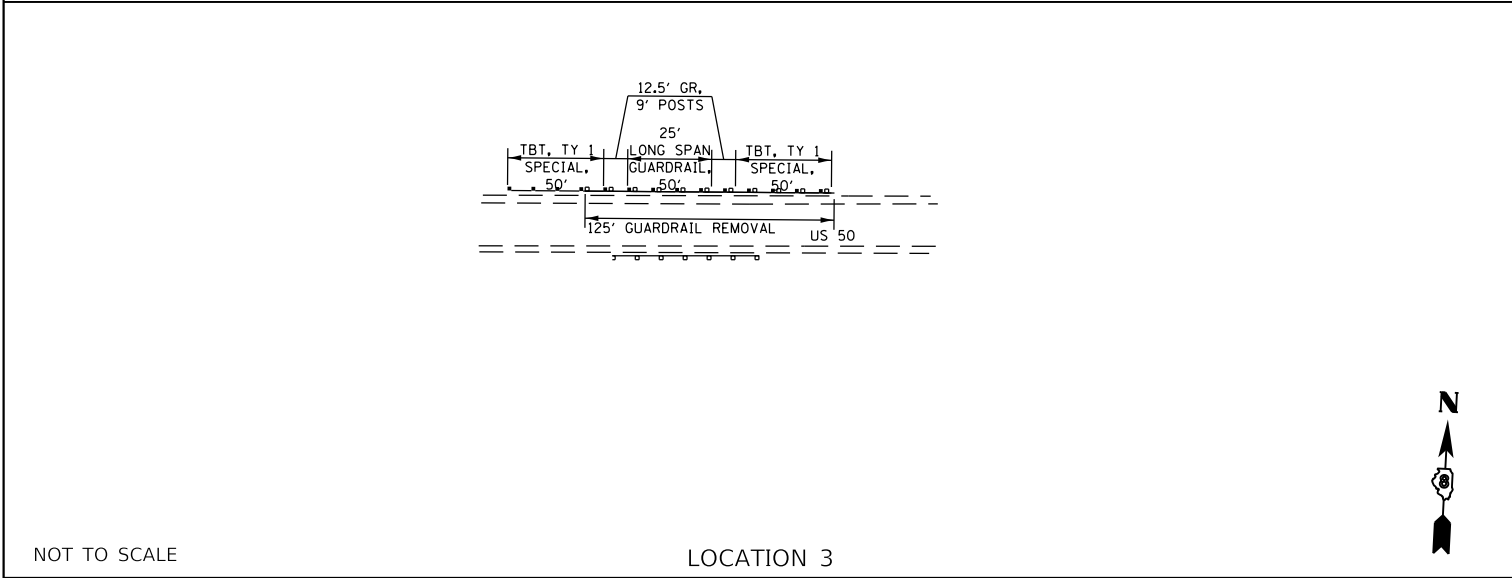 12.5' GR,
9' POSTS
25'
TBT, TY 1
SPECIAL,
50'
LONG SPAN
GUARDRAIL,
50'
TBT, TY 1
SPECIAL,
50'
125' GUARDRAIL REMOVAL
US 50
N
8
NOT TO SCALE
LOCATION 3